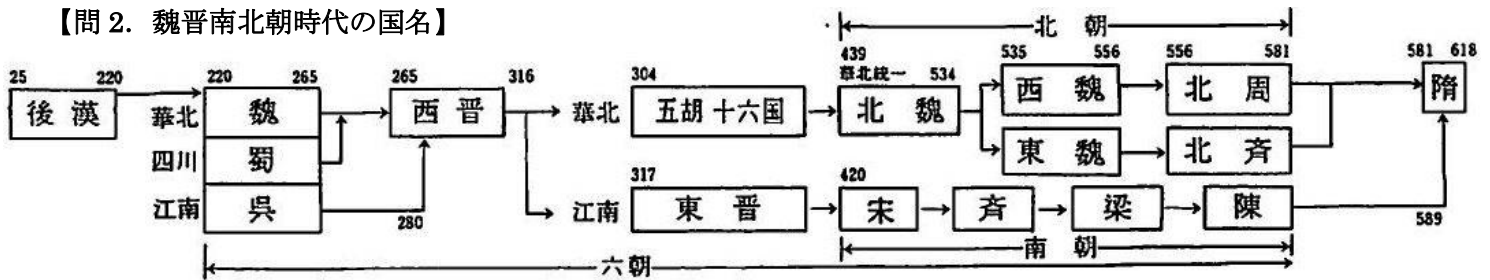 【問 2．魏晋南北朝時代の国名】
北 朝
25 220
220 265
265 316
304
439 華北統一 534
535 556
556 581
581 618
後 漢
華北 魏
西 晋
華北
五胡 十六国
北 魏
西 魏
北 周
隋
四川 蜀
東 魏
北 斉
江南 呉
280
江南
317
東 晋
420
宋
斉
梁
陳
589
南 朝
六 朝